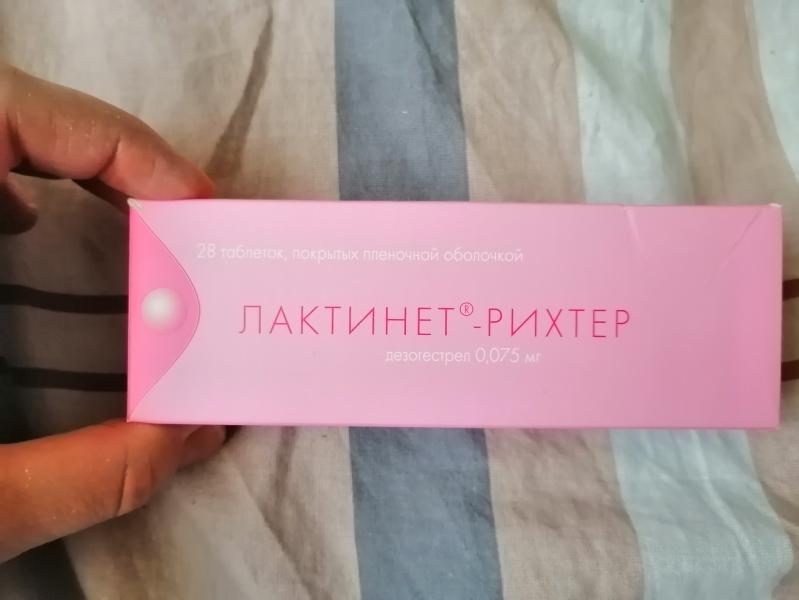 28 таблеток, покрытых пленочной оболочкой
ЛАКТИНЕТ®-РИХТЕР
дезогестрел 0,075 мг